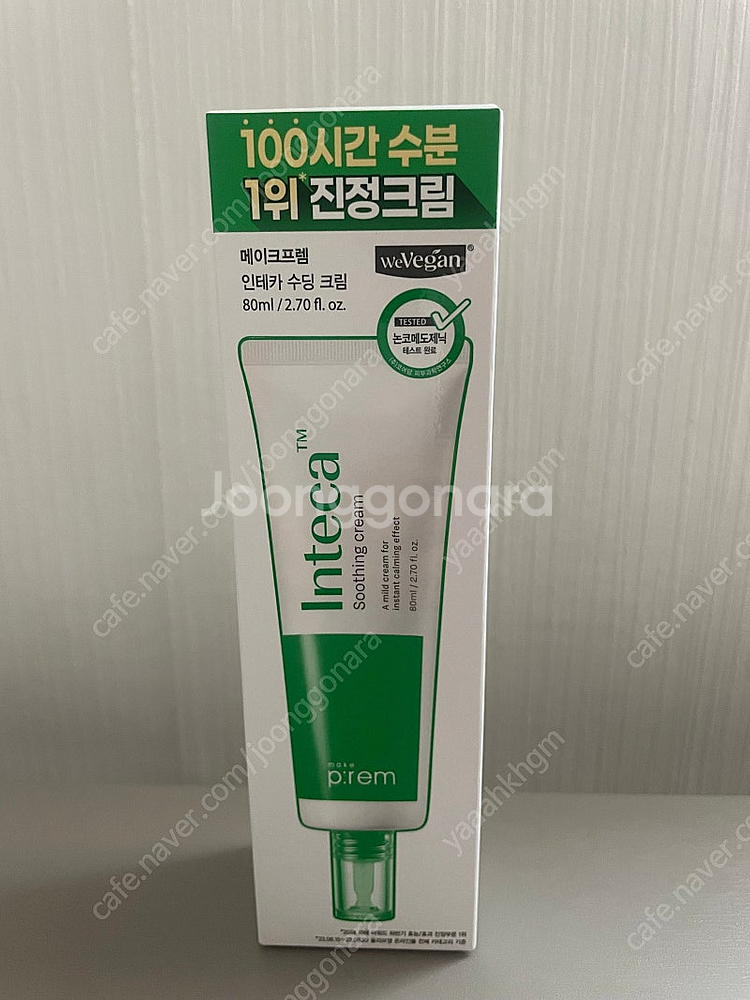 100시간 수분
1위* 진정크림
메이크프렘
인테카 수딩 크림
80ml / 2.70 fl. oz.
weVegan®
TESTED
논코메도제닉
테스트 완료
Inteca™
Soothing cream
A mild cream for
instant calming effect
80ml / 2.70 fl. oz.
make
p:rem
Joonggonara
cafe.naver.com/joonggonara
yaaahkhgm